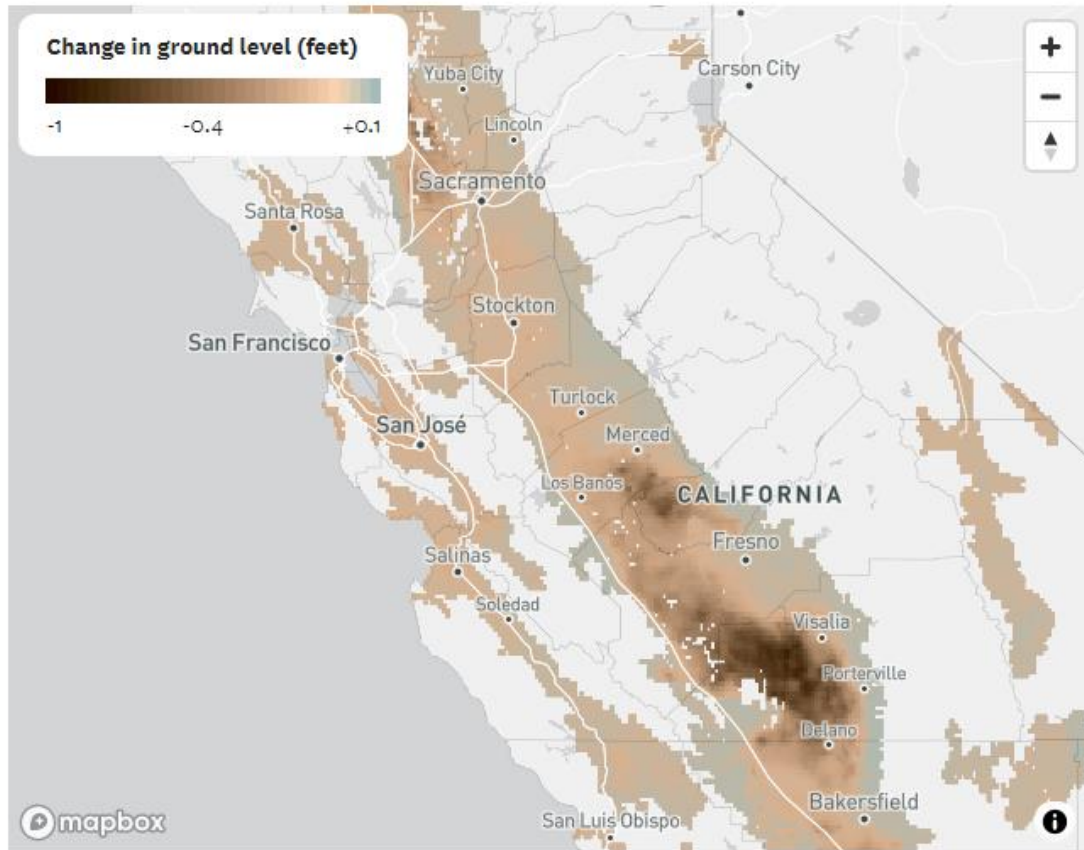 Change in ground level (feet)
-1 -0.4 +0.1
Yuba City
Carson City
Lincoln
Sacramento
Santa Rosa
Stockton
San Francisco
Turlock
San José
Merced
Los Banos
CALIFORNIA
Fresno
Salinas
Soledad
Visalia
Porterville
Delano
Bakersfield
San Luis Obispo
mapbox